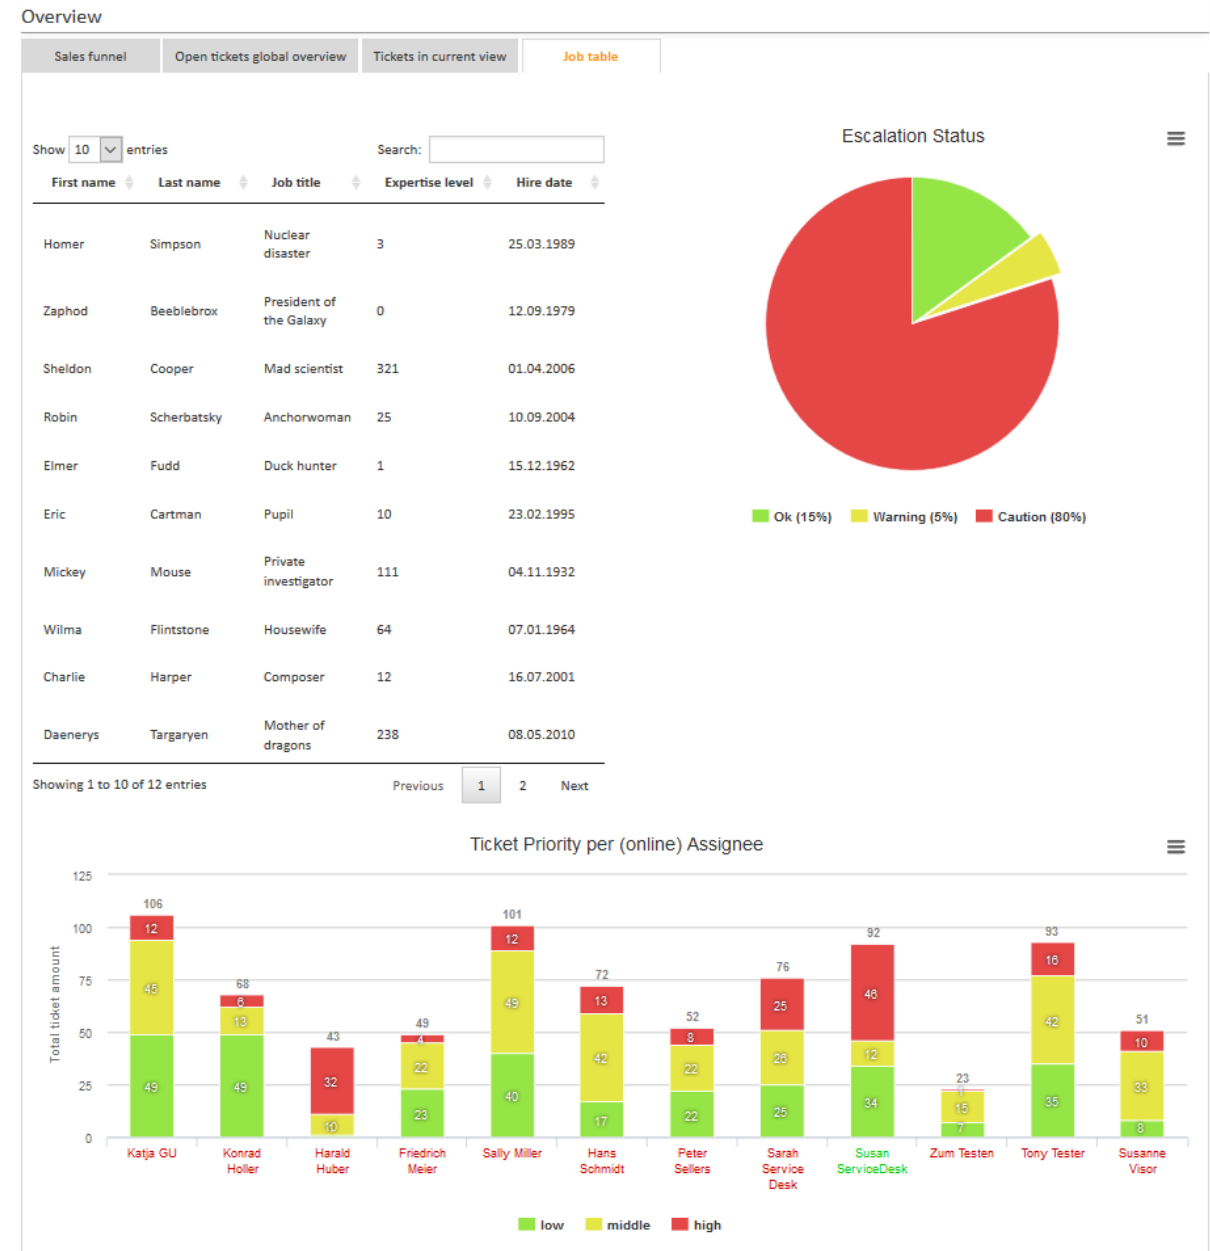 Overview
Sales funnel Open tickets global overview Tickets in current view Job table
Show 10 entries Search:
First name Last name Job title Expertise level Hire date
Homer Simpson Nuclear disaster 3 25.03.1989
Zaphod Beeblebrox President of the Galaxy 0 12.09.1979
Sheldon Cooper Mad scientist 321 01.04.2006
Robin Scherbatsky Anchorwoman 25 10.09.2004
Elmer Fudd Duck hunter 1 15.12.1962
Eric Cartman Pupil 10 23.02.1995
Mickey Mouse Private investigator 111 04.11.1932
Wilma Flintstone Housewife 64 07.01.1964
Charlie Harper Composer 12 16.07.2001
Daenerys Targaryen Mother of dragons 238 08.05.2010
Showing 1 to 10 of 12 entries Previous 1 2 Next
Escalation Status
Ok (15%) Warning (5%) Caution (80%)
Ticket Priority per (online) Assignee
Total ticket amount
125
100
75
50
25
0
106 12 45 49
68 6 13 49
43 32 10
49 4 22 23
101 12 49 40
72 13 42 17
52 8 22 22
76 25 26 25
92 46 12 34
23 1 15 7
93 16 42 35
51 10 33 8
Katja GU
Konrad Holler
Harald Huber
Friedrich Meier
Sally Miller
Hans Schmidt
Peter Sellers
Sarah Service Desk
Susan ServiceDesk
Zum Testen
Tony Tester
Susanne Visor
low middle high